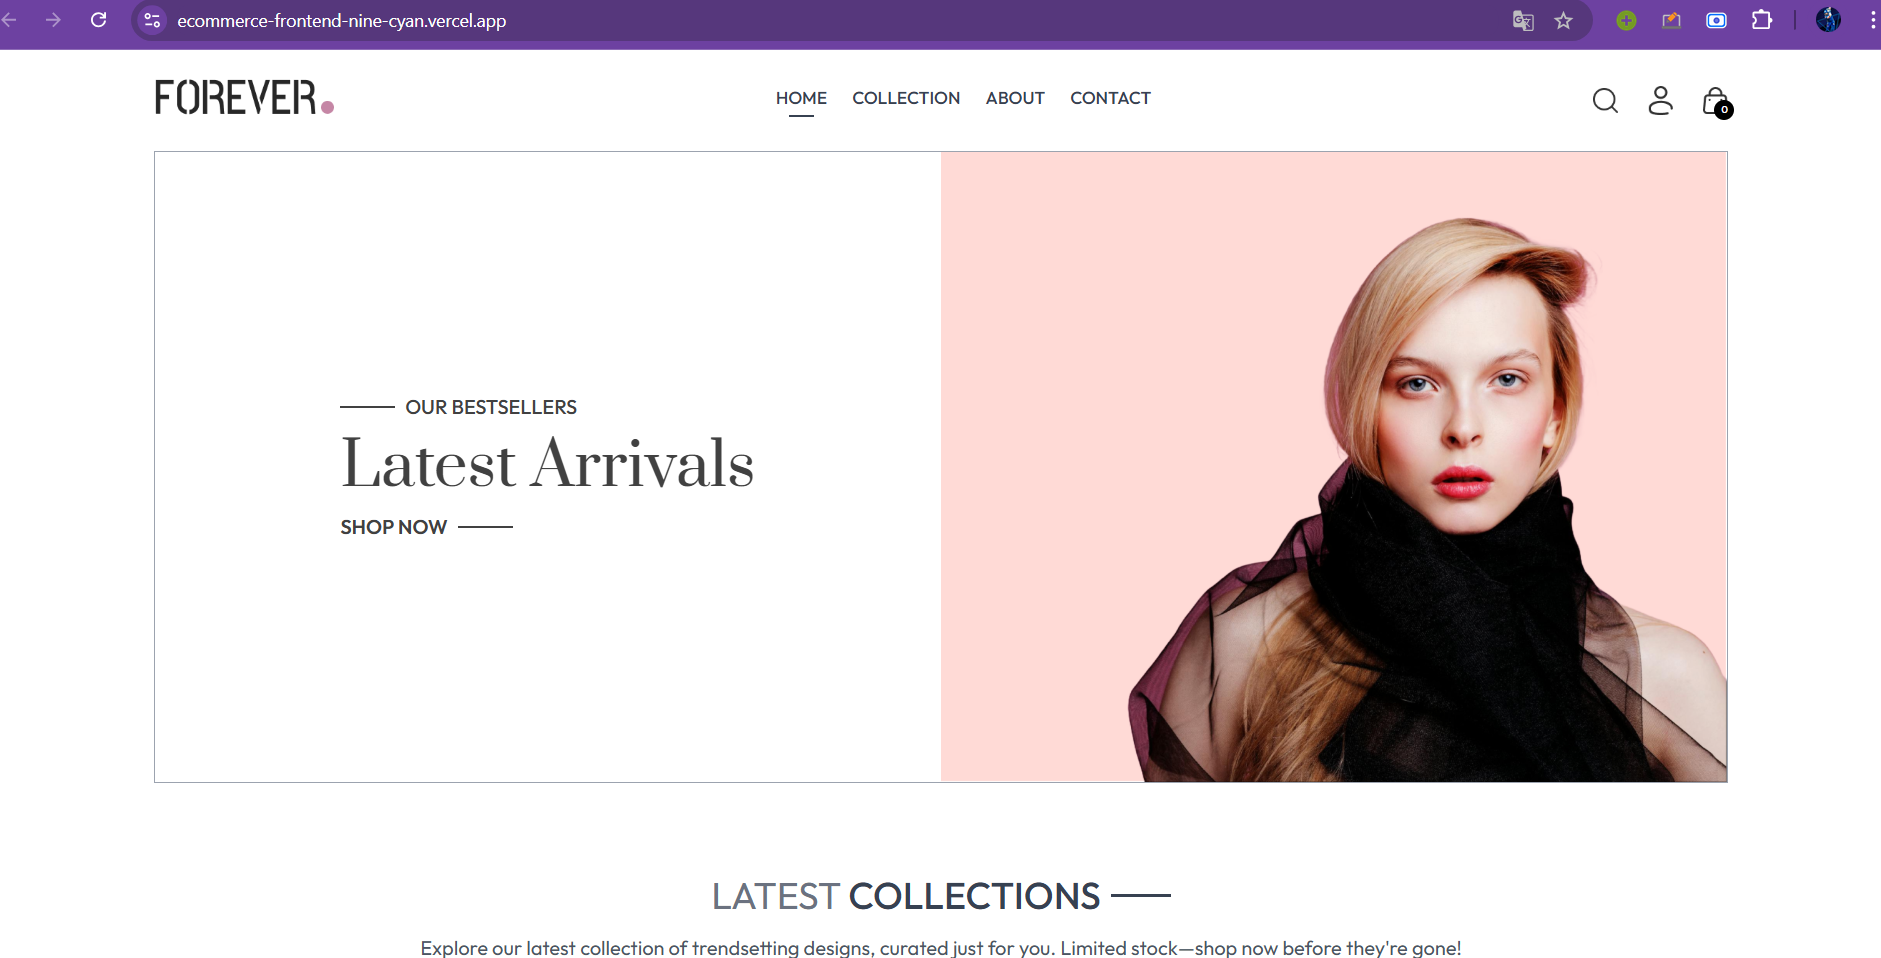 ecommerce-frontend-nine-cyan.vercel.app
FOREVER.
HOME COLLECTION ABOUT CONTACT
0
OUR BESTSELLERS
Latest Arrivals
SHOP NOW
LATEST COLLECTIONS
Explore our latest collection of trendsetting designs, curated just for you. Limited stock—shop now before they're gone!